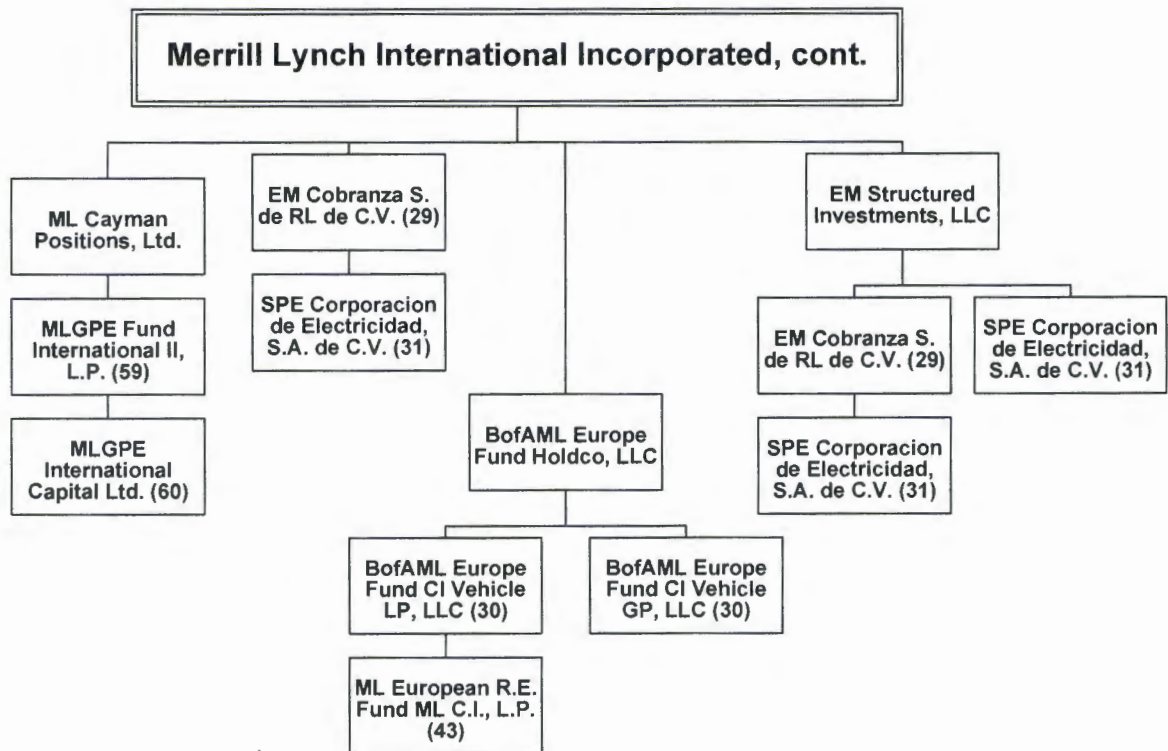 Merrill Lynch International Incorporated, cont.
ML Cayman
Positions, Ltd.
MLGPE Fund
International II,
L.P. (59)
MLGPE
International
Capital Ltd. (60)
EM Cobranza S.
de RL de C.V. (29)
SPE Corporacion
de Electricidad,
S.A. de C.V. (31)
BofAML Europe
Fund Holdco, LLC
BofAML Europe
Fund CI Vehicle
LP, LLC (30)
ML European R.E.
Fund ML C.I., L.P.
(43)
BofAML Europe
Fund CI Vehicle
GP, LLC (30)
EM Structured
Investments, LLC
EM Cobranza S.
de RL de C.V. (29)
SPE Corporacion
de Electricidad,
S.A. de C.V. (31)
SPE Corporacion
de Electricidad,
S.A. de C.V. (31)